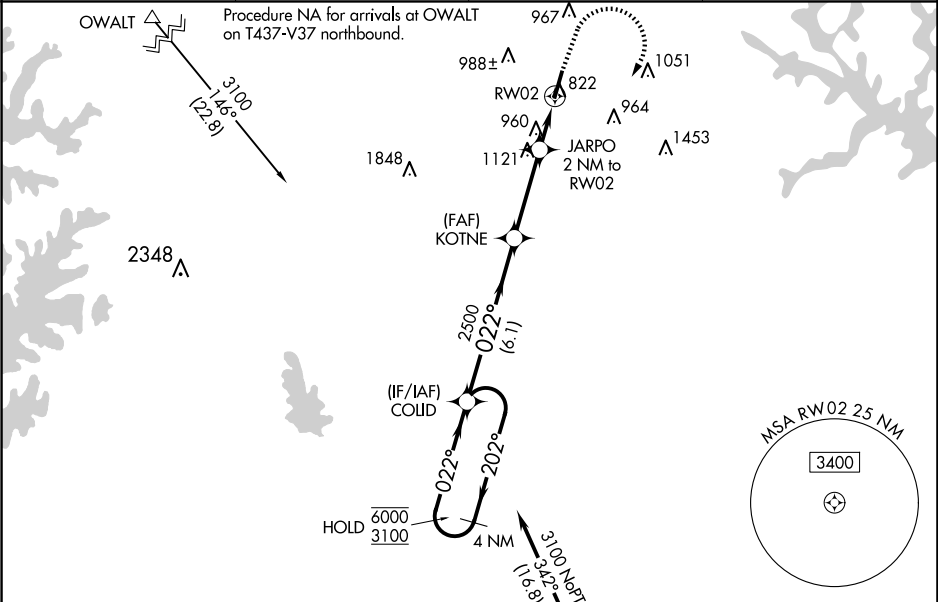 OWALT
Procedure NA for arrivals at OWALT
on T437-V37 northbound.
967
988±
1051
3100
146°
(22.8)
RW02
822
964
960
1453
1121
JARPO
2 NM to
RW02
1848
(FAF)
KOTNE
2348
2500
022°
(6.1)
(IF/IAF)
COLID
022°
202°
HOLD
6000
3100
4 NM
3100 NoPT
342°
(16.8)
MSA RW02 25 NM
3400